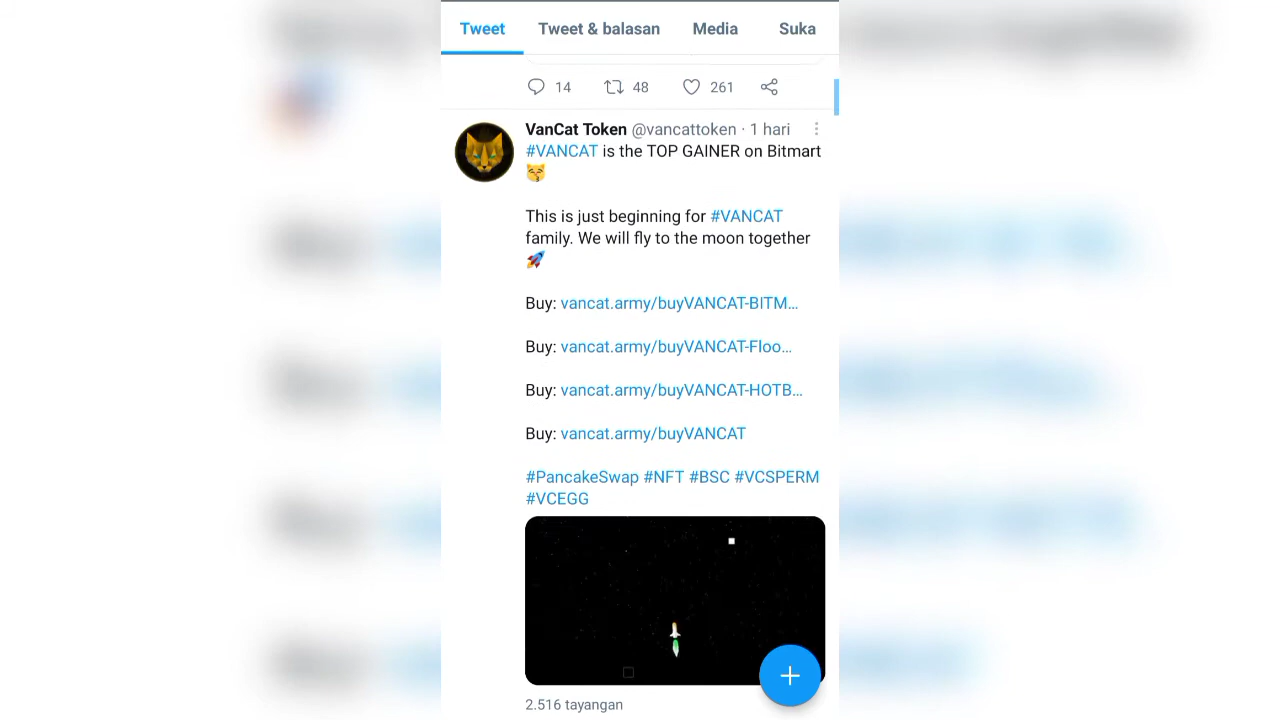 Tweet Tweet & balasan Media Suka
14 48 261
VanCat Token @vancattoken · 1 hari
#VANCAT is the TOP GAINER on Bitmart
This is just beginning for #VANCAT
family. We will fly to the moon together
Buy: vancat.army/buyVANCAT-BITM...
Buy: vancat.army/buyVANCAT-Floo...
Buy: vancat.army/buyVANCAT-HOTB...
Buy: vancat.army/buyVANCAT
#PancakeSwap #NFT #BSC #VCSPERM
#VCEGG
2.516 tayangan